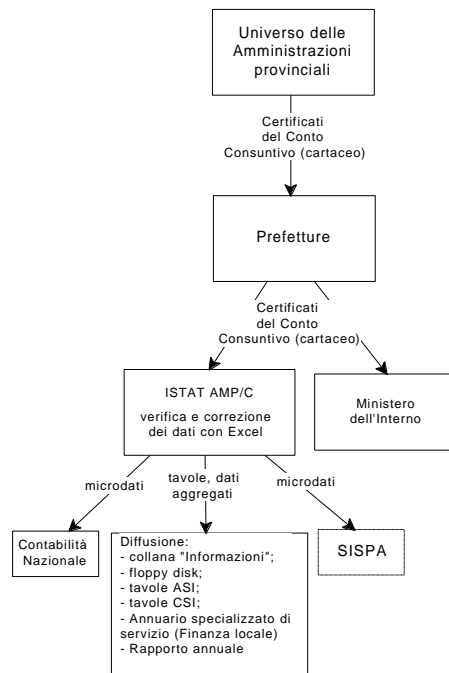 Universo delle
Amministrazioni
provinciali
Certificati
del Conto
Consuntivo (cartaceo)
Prefetture
Certificati
del Conto
Consuntivo (cartaceo)
ISTAT AMP/C
verifica e correzione
dei dati con Excel
Ministero
dell'Interno
microdati
tavole, dati
aggregati
microdati
Contabilità
Nazionale
Diffusione:
- collana "Informazioni";
- floppy disk;
- tavole ASI;
- tavole CSI;
- Annuario specializzato di
servizio (Finanza locale)
- Rapporto annuale
SISPA